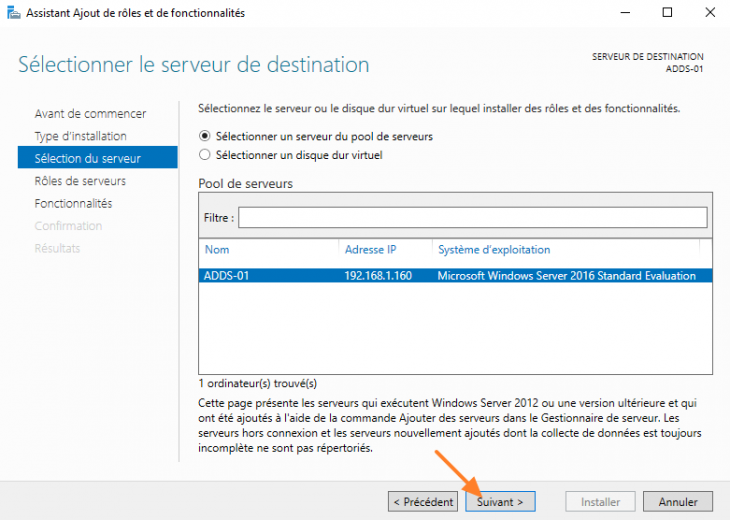 Assistant Ajout de rôles et de fonctionnalités
Sélectionner le serveur de destination
SERVEUR DE DESTINATION
ADDS-01
Avant de commencer
Type d'installation
Sélection du serveur
Rôles de serveurs
Fonctionnalités
Confirmation
Résultats
Sélectionnez le serveur ou le disque dur virtuel sur lequel installer des rôles et des fonctionnalités.
Sélectionner un serveur du pool de serveurs
Sélectionner un disque dur virtuel
Pool de serveurs
Filtre :
Nom Adresse IP Système d'exploitation
ADDS-01 192.168.1.160 Microsoft Windows Server 2016 Standard Evaluation
1 ordinateur(s) trouvé(s)
Cette page présente les serveurs qui exécutent Windows Server 2012 ou une version ultérieure et qui
ont été ajoutés à l'aide de la commande Ajouter des serveurs dans le Gestionnaire de serveur. Les
serveurs hors connexion et les serveurs nouvellement ajoutés dont la collecte de données est toujours
incomplète ne sont pas répertoriés.
< Précédent Suivant > Installer Annuler